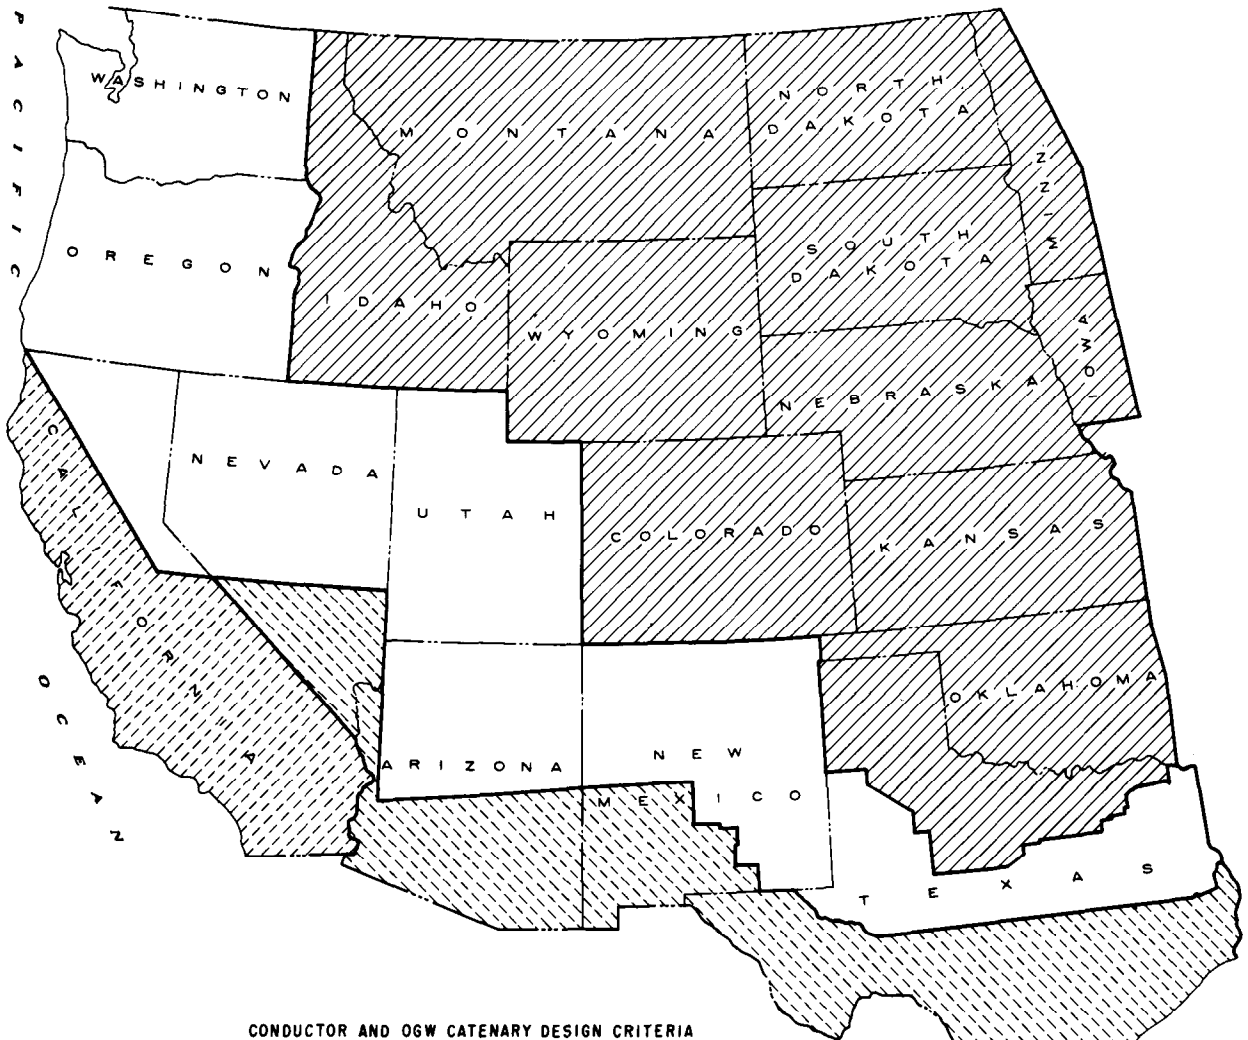 PACIFIC
WASHINGTON
MONTANA
NORTH
DAKOTA
MINN
OREGON
IDAHO
WYOMING
SOUTH
DAKOTA
IOWA
NEBRASKA
CALIFORNIA
NEVADA
UTAH
COLORADO
KANSAS
OKLAHOMA
OCEAN
ARIZONA
NEW
MEXICO
TEXAS
CONDUCTOR AND OGW CATENARY DESIGN CRITERIA